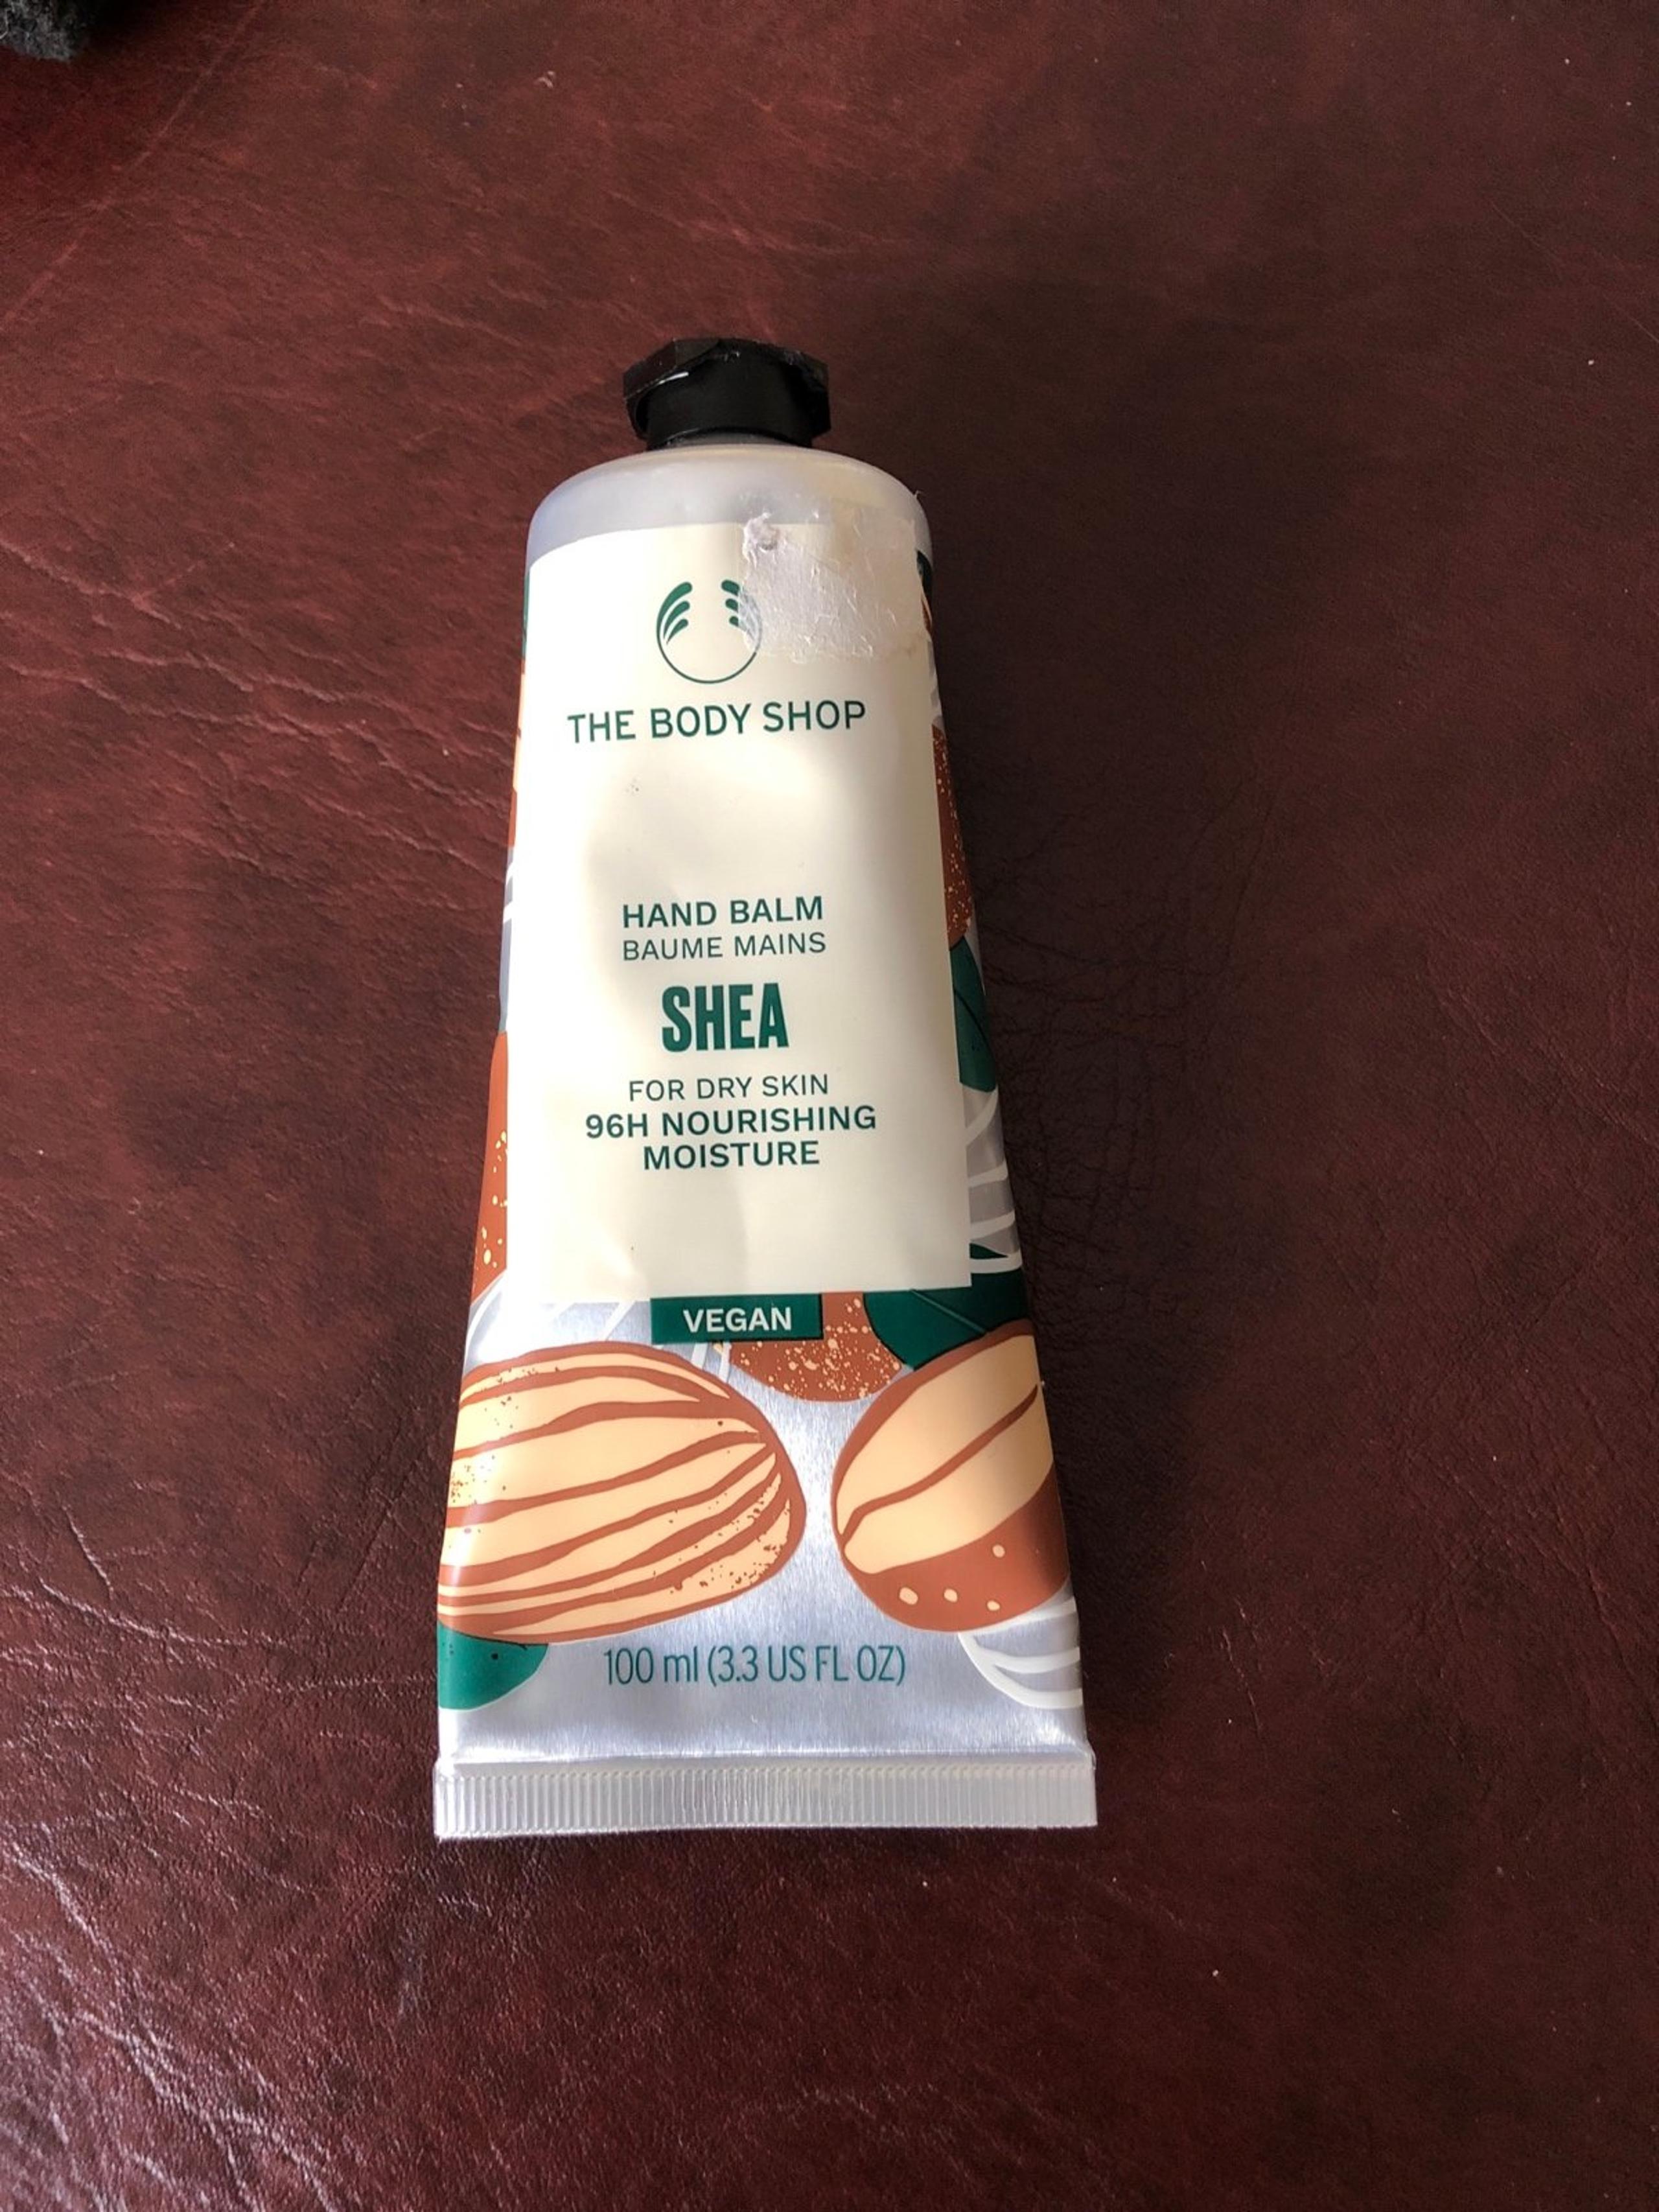 THE BODY SHOP
HAND BALM
BAUME MAINS
SHEA
FOR DRY SKIN
96H NOURISHING
MOISTURE
VEGAN
100 ml (3.3 US FL OZ)